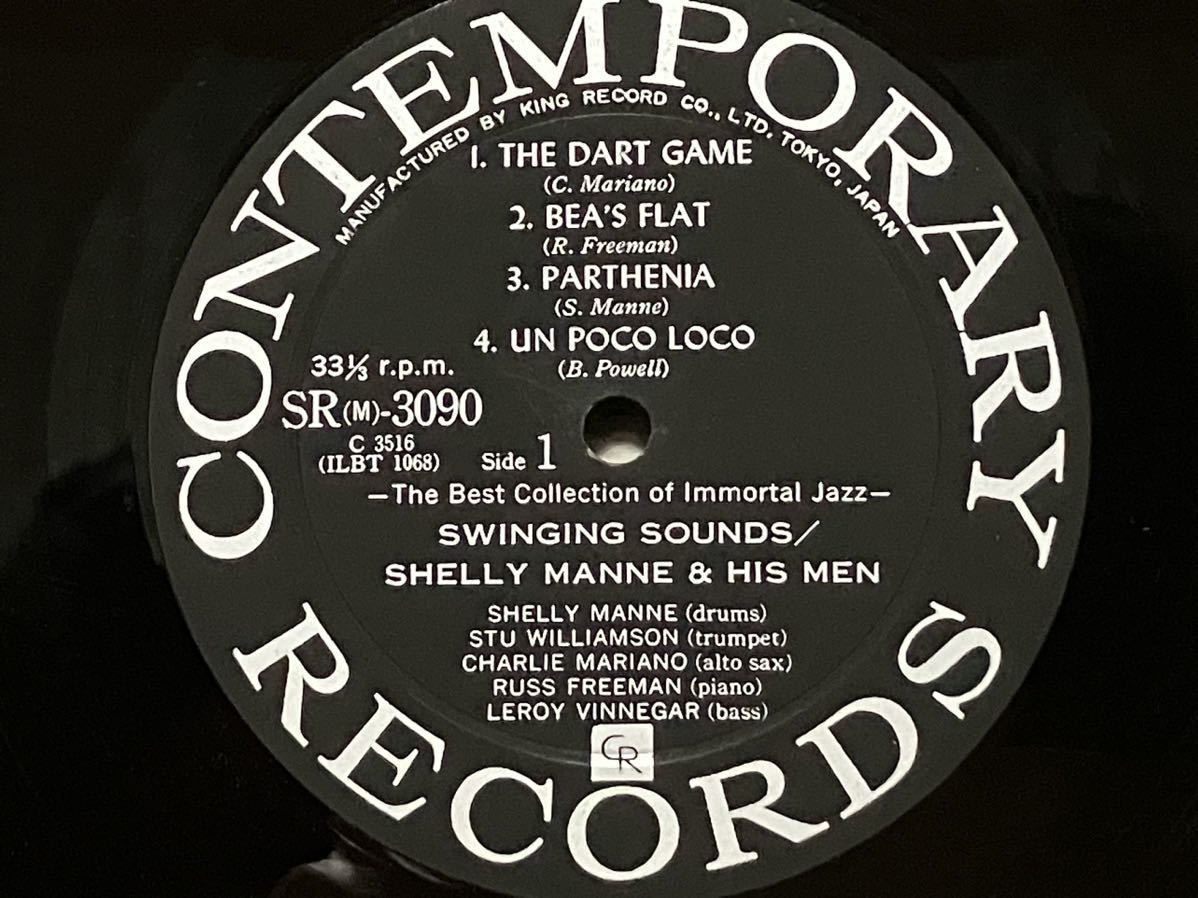 CONTEMPORARY
MANUFACTURED BY KING RECORD CO., LTD. TOKYO, JAPAN
1. THE DART GAME
(C. Mariano)
2. BEA'S FLAT
(R. Freeman)
3. PARTHENIA
(S. Manne)
4. UN POCO LOCO
(B. Powell)
33⅓ r.p.m.
SR(M)-3090
C 3516
(ILBT 1068) Side 1
—The Best Collection of Immortal Jazz—
SWINGING SOUNDS/
SHELLY MANNE & HIS MEN
SHELLY MANNE (drums)
STU WILLIAMSON (trumpet)
CHARLIE MARIANO (alto sax)
RUSS FREEMAN (piano)
LEROY VINNEGAR (bass)
CR
RECORDS